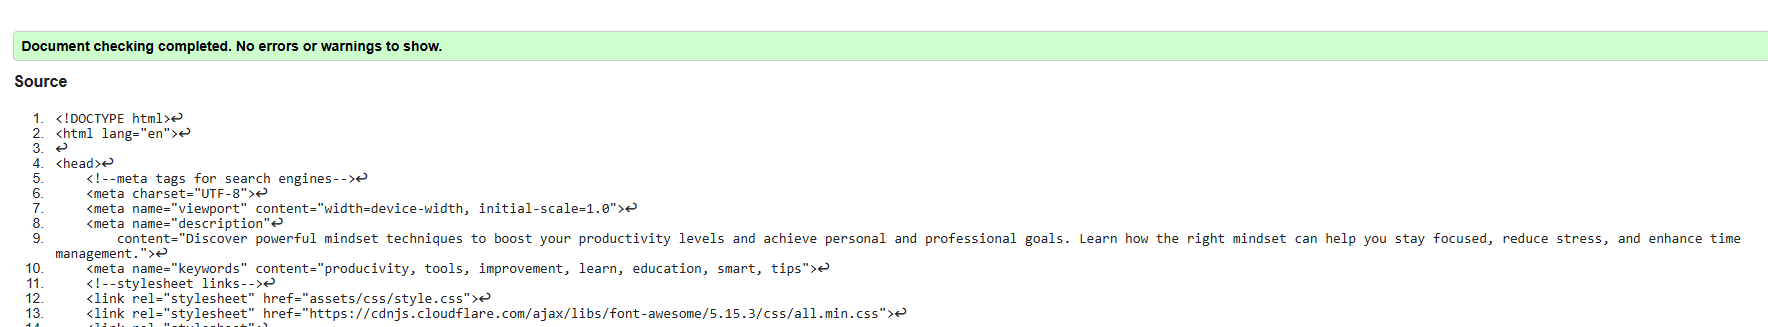 Document checking completed. No errors or warnings to show.
Source
1. <!DOCTYPE html>↩
2. <html lang="en">↩
3. ↩
4. <head>↩
5. <!--meta tags for search engines-->↩
6. <meta charset="UTF-8">↩
7. <meta name="viewport" content="width=device-width, initial-scale=1.0">↩
8. <meta name="description"↩
9. content="Discover powerful mindset techniques to boost your productivity levels and achieve personal and professional goals. Learn how the right mindset can help you stay focused, reduce stress, and enhance time
management.">↩
10. <meta name="keywords" content="producivity, tools, improvement, learn, education, smart, tips">↩
11. <!--stylesheet links-->↩
12. <link rel="stylesheet" href="assets/css/style.css">↩
13. <link rel="stylesheet" href="https://cdnjs.cloudflare.com/ajax/libs/font-awesome/5.15.3/css/all.min.css">↩
14. <link rel="stylesheet"↩